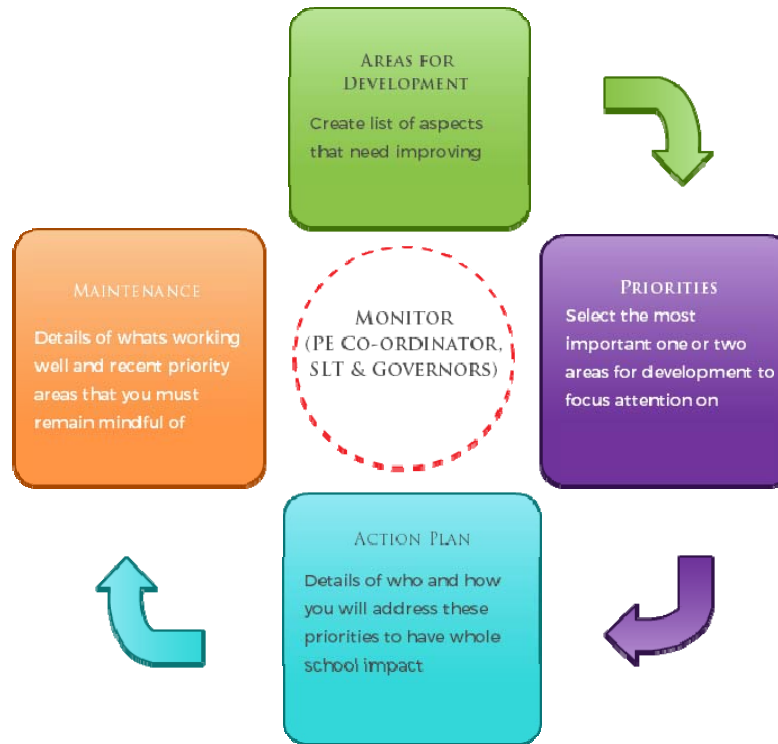 AREAS FOR
DEVELOPMENT
Create list of aspects
that need improving
PRIORITIES
Select the most
important one or two
areas for development to
focus attention on
ACTION PLAN
Details of who and how
you will address these
priorities to have whole
school impact
MAINTENANCE
Details of whats working
well and recent priority
areas that you must
remain mindful of
MONITOR
(PE CO-ORDINATOR,
SLT & GOVERNORS)